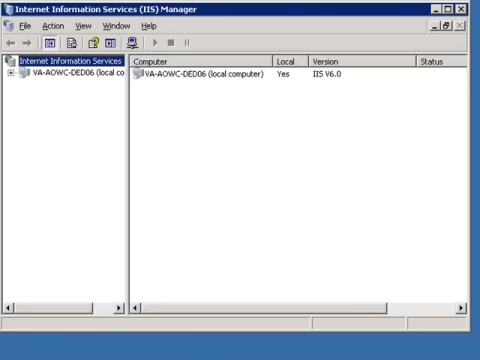 Internet Information Services (IIS) Manager
File Action View Window Help
Internet Information Services
Computer Local Version Status
VA-AOWC-DED06 (local co
VA-AOWC-DED06 (local computer) Yes IIS V6.0